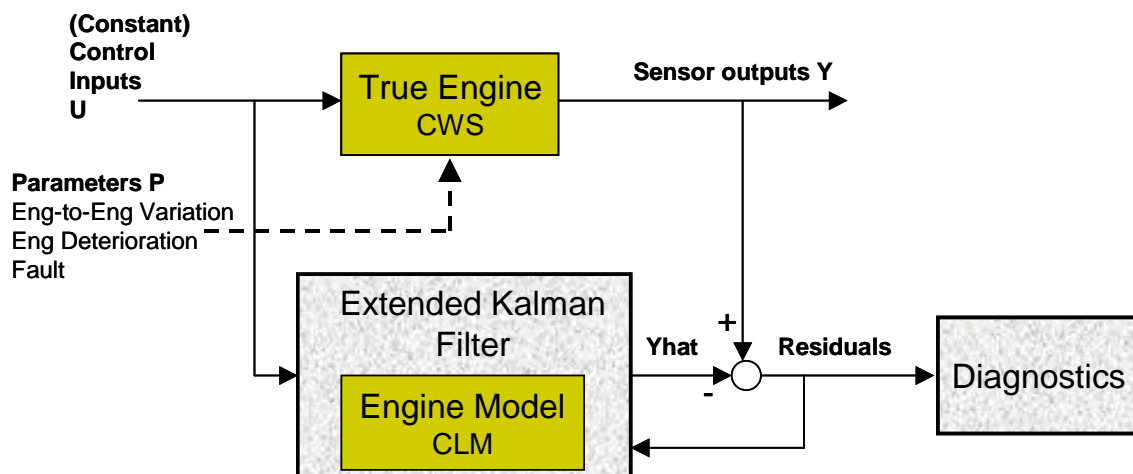 (Constant)
Control
Inputs
U
True Engine
CWS
Sensor outputs Y
Parameters P
Eng-to-Eng Variation
Eng Deterioration
Fault
Extended Kalman
Filter
Engine Model
CLM
Yhat
+
-
Residuals
Diagnostics